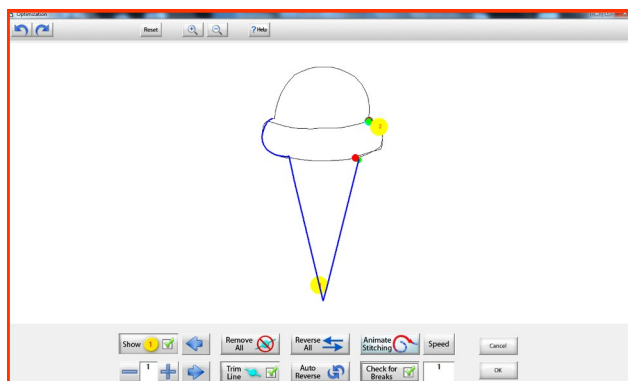 Optimization
Reset
? Help
2
Show 1
Remove All
Reverse All
Animate Stitching
Speed
Cancel
1
Trim Line
Auto Reverse
Check for Breaks
1
OK